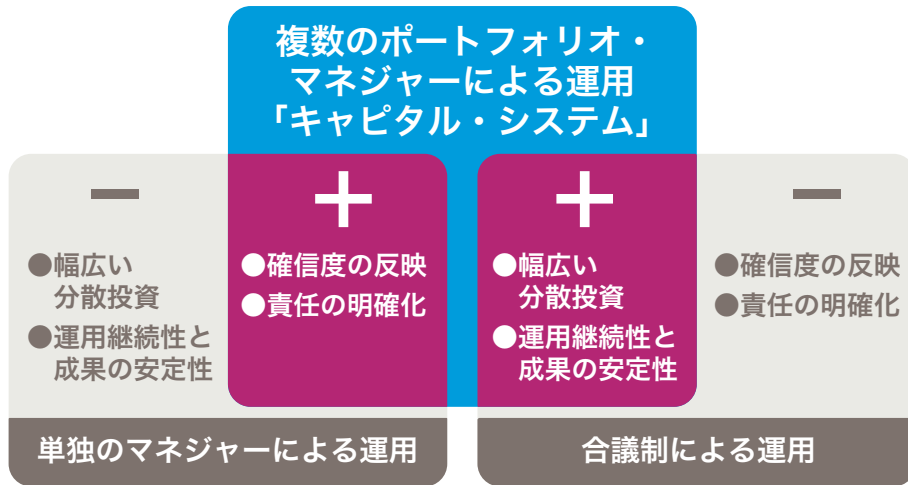 複数のポートフォリオ・
マネジャーによる運用
「キャピタル・システム」
−
●幅広い
分散投資
●運用継続性と
成果の安定性
+
●確信度の反映
●責任の明確化
+
●幅広い
分散投資
●運用継続性と
成果の安定性
−
●確信度の反映
●責任の明確化
単独のマネジャーによる運用
合議制による運用